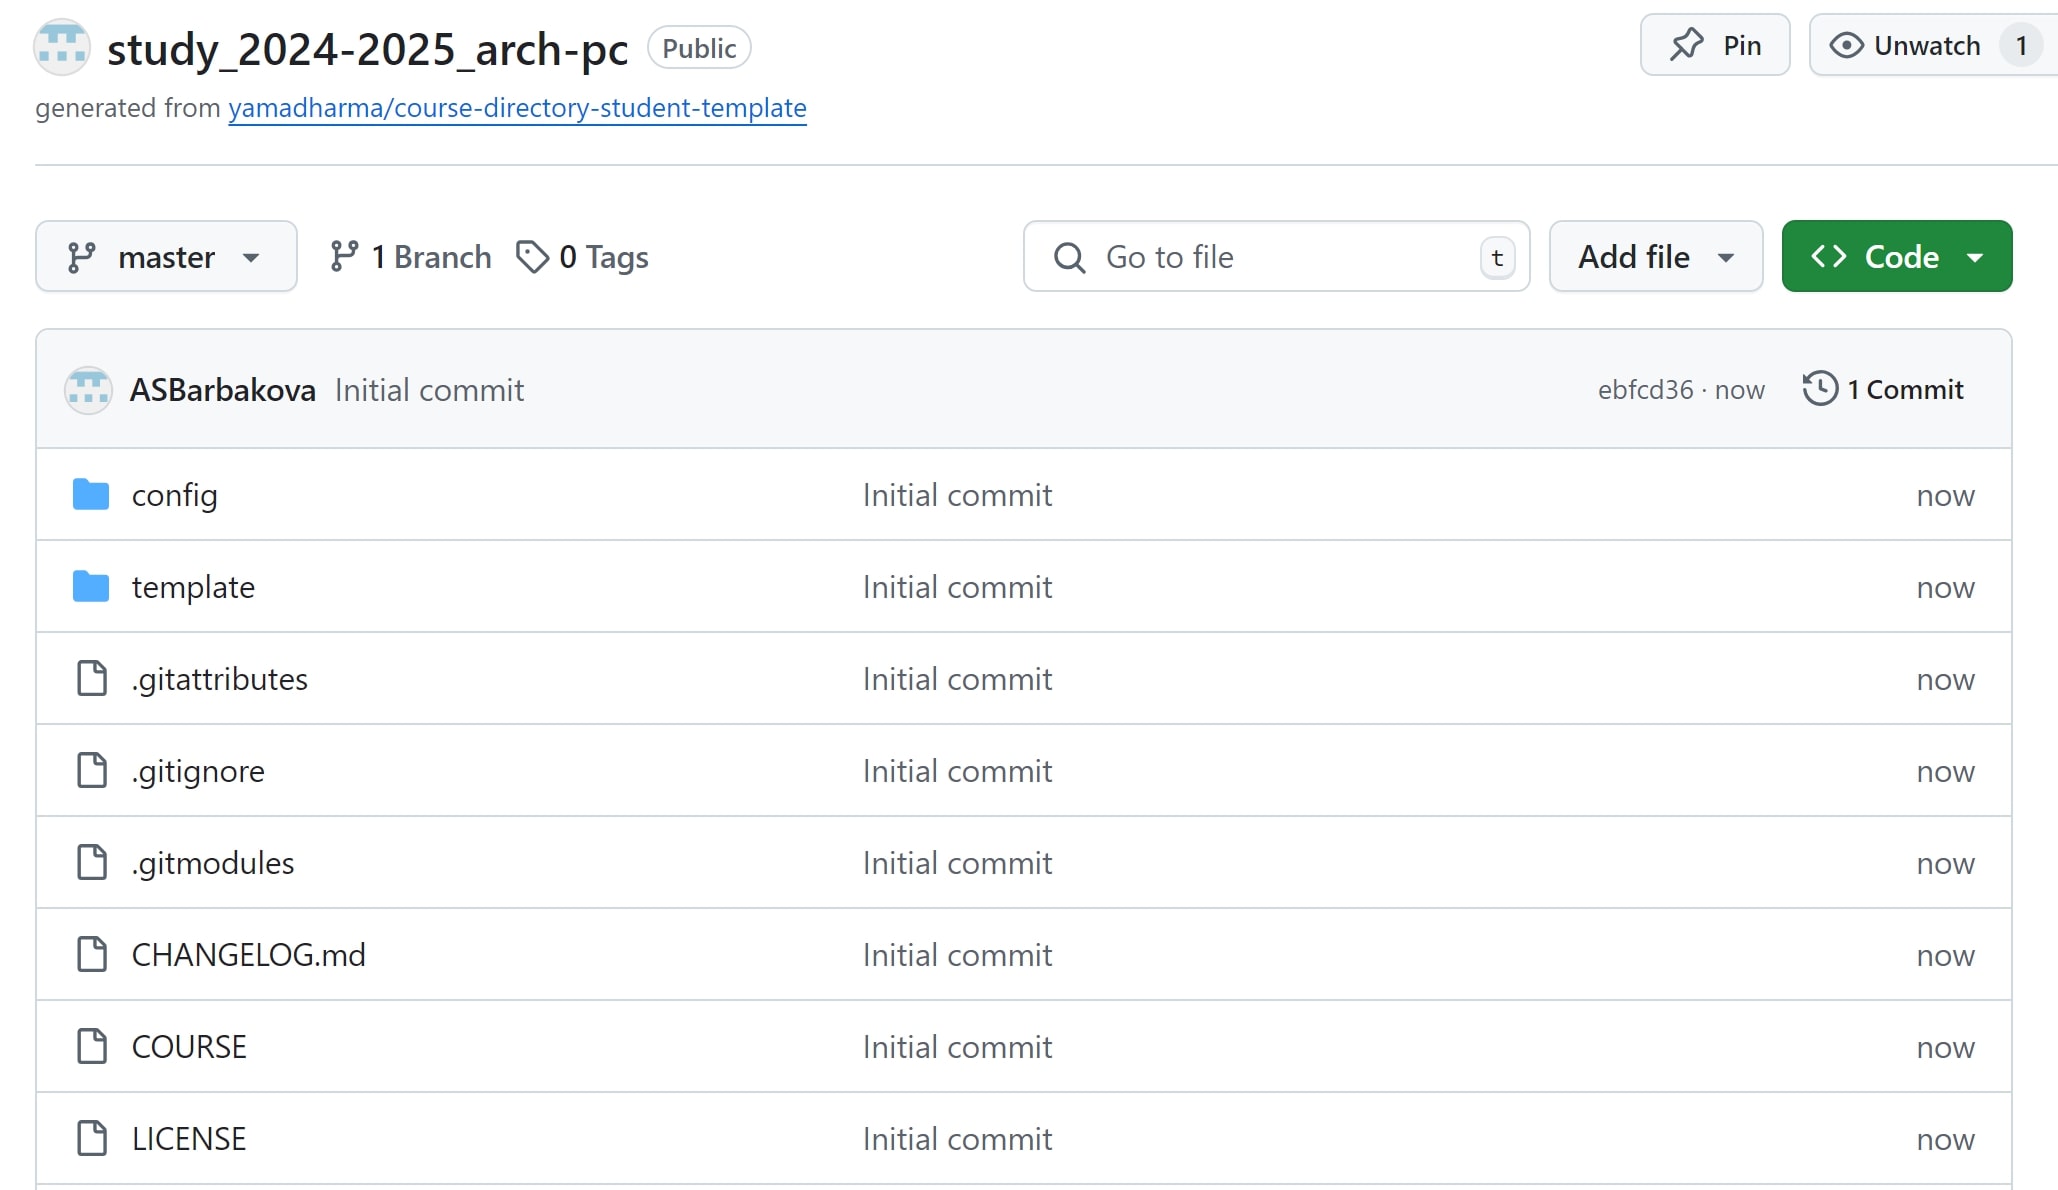 study_2024-2025_arch-pc Public Pin Unwatch 1
generated from yamadharma/course-directory-student-template
master 1 Branch 0 Tags Go to file t Add file Code
ASBarbakova Initial commit ebfcd36 · now 1 Commit
config Initial commit now
template Initial commit now
.gitattributes Initial commit now
.gitignore Initial commit now
.gitmodules Initial commit now
CHANGELOG.md Initial commit now
COURSE Initial commit now
LICENSE Initial commit now